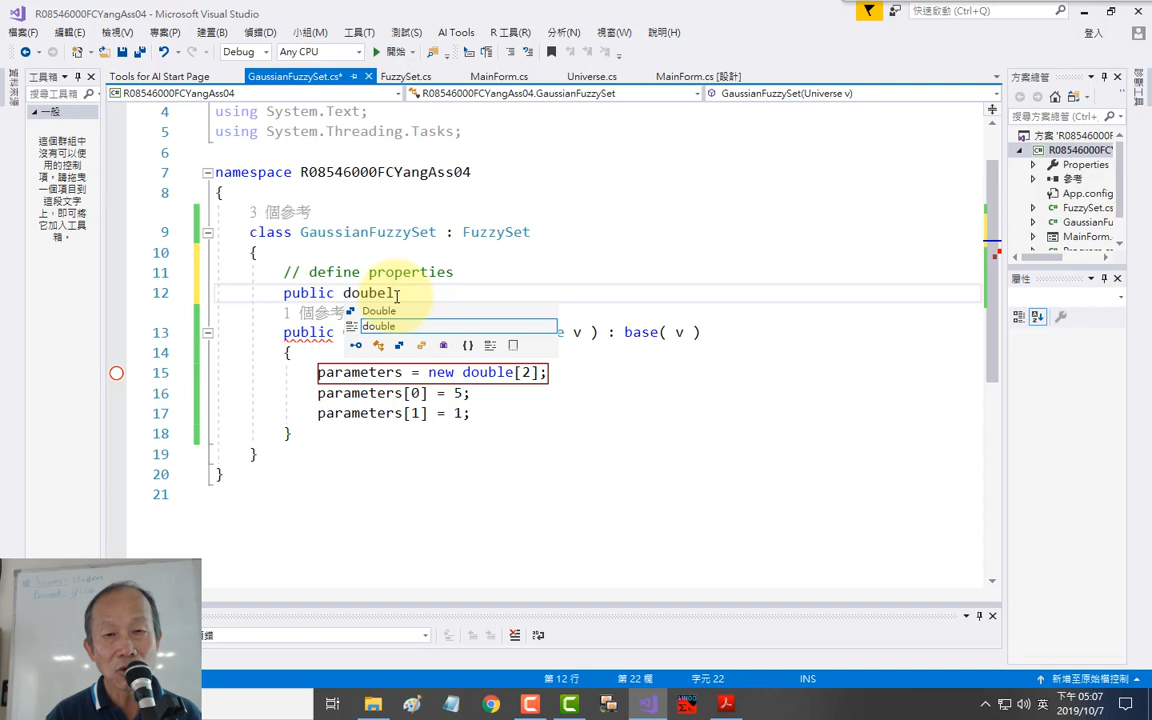 R08546000FCYangAss04 - Microsoft Visual Studio
快速啟動 (Ctrl+Q)
檔案(F) 編輯(E) 檢視(V) 專案(P) 建置(B) 偵錯(D) 小組(M) 工具(T) 測試(S) AI Tools R 工具(R) 分析(N) 視窗(W) 說明(H)
登入
Debug Any CPU 開始
工具箱
Tools for AI Start Page GaussianFuzzySet.cs* FuzzySet.cs MainForm.cs Universe.cs MainForm.cs [設計]
方案總管
搜尋工具箱
R08546000FCYangAss04 R08546000FCYangAss04.GaussianFuzzySet GaussianFuzzySet(Universe v)
一般
搜尋方案總管 (Ctrl+
這個群組中
沒有可以使
用的控制
項，請拖曳
一個項目到
這段文字
上，即可將
它加入工具
箱。
方案 'R08546000F
R08546000FCY
Properties
參考
App.config
FuzzySet.cs
GaussianFu
MainForm.
Program.
屬性
4 using System.Text;
5 using System.Threading.Tasks;
6
7 namespace R08546000FCYangAss04
8 {
3 個參考
9 class GaussianFuzzySet : FuzzySet
10 {
11 // define properties
12 public doubel
Double
1 個參考
double
13 public e v ) : base( v )
14 {
15 parameters = new double[2];
16 parameters[0] = 5;
17 parameters[1] = 1;
18 }
19 }
20 }
21
第 12 行 第 22 欄 字元 22 INS 新增至原始檔控制
英
下午 05:07
2019/10/7